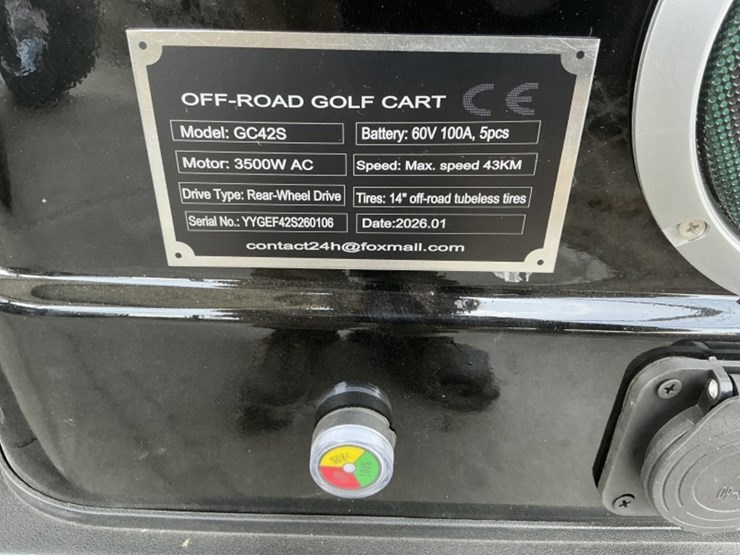 OFF-ROAD GOLF CART CE
Model: GC42S Battery: 60V 100A, 5pcs
Motor: 3500W AC Speed: Max. speed 43KM
Drive Type: Rear-Wheel Drive Tires: 14" off-road tubeless tires
Serial No.: YYGEF42S260106 Date:2026.01
contact24h@foxmail.com